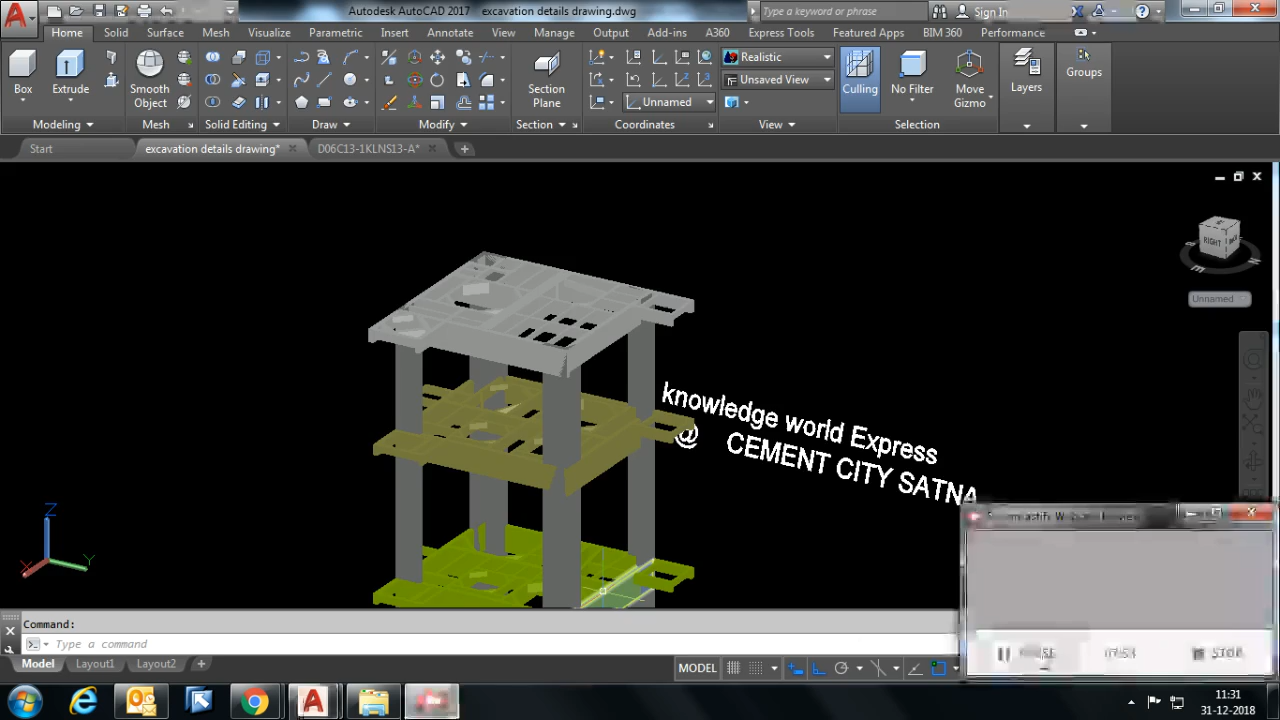 Autodesk AutoCAD 2017 excavation details drawing.dwg
Type a keyword or phrase
Sign In
Home Solid Surface Mesh Visualize Parametric Insert Annotate View Manage Output Add-ins A360 Express Tools Featured Apps BIM 360 Performance
Box
Extrude
Smooth Object
Section Plane
Realistic
Unsaved View
Unnamed
Culling
No Filter
Move Gizmo
Layers
Groups
Modeling Mesh Solid Editing Draw Modify Section Coordinates View Selection
Start excavation details drawing* D06C13-1KLNS13-A*
RIGHT
Unnamed
knowledge world Express
@ CEMENT CITY SATNA
Z
X
Y
Command:
Type a command
Model Layout1 Layout2
MODEL
STOP
11:31
31-12-2018